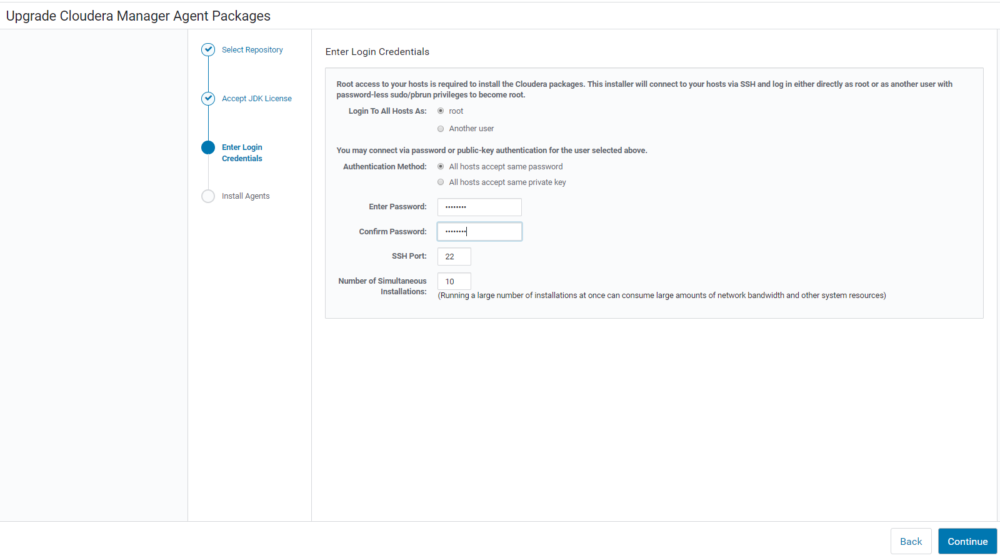 Upgrade Cloudera Manager Agent Packages
Select Repository
Accept JDK License
Enter Login
Credentials
Install Agents
Enter Login Credentials
Root access to your hosts is required to install the Cloudera packages. This installer will connect to your hosts via SSH and log in either directly as root or as another user with
password-less sudo/pbrun privileges to become root.
Login To All Hosts As: root
Another user
You may connect via password or public-key authentication for the user selected above.
Authentication Method: All hosts accept same password
All hosts accept same private key
Enter Password: ••••••••
Confirm Password: ••••••••
SSH Port: 22
Number of Simultaneous 10
Installations:
(Running a large number of installations at once can consume large amounts of network bandwidth and other system resources)
Back Continue